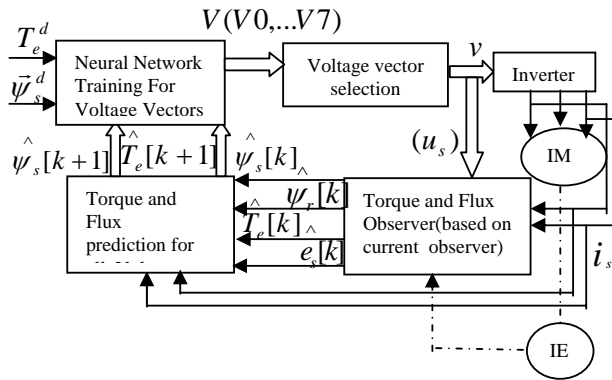 V(V0,...V7)
T_e^d
ψ⃗_s^d
Neural Network
Training For
Voltage Vectors
Voltage vector
selection
v
Inverter
(u_s)
IM
ψ̂_s[k+1]
T̂_e[k+1]
ψ̂_s[k]
ψ̂_r[k]
T̂_e[k]
ê_s[k]
Torque and
Flux
prediction for
Torque and Flux
Observer(based on
current observer)
i_s
IE